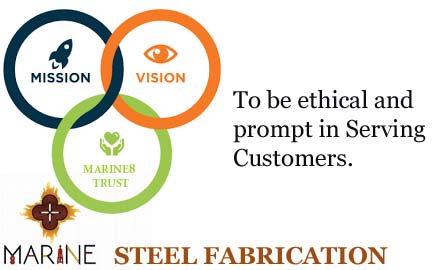 MISSION
VISION
MARINE8
TRUST
To be ethical and
prompt in Serving
Customers.
MARINE
STEEL FABRICATION